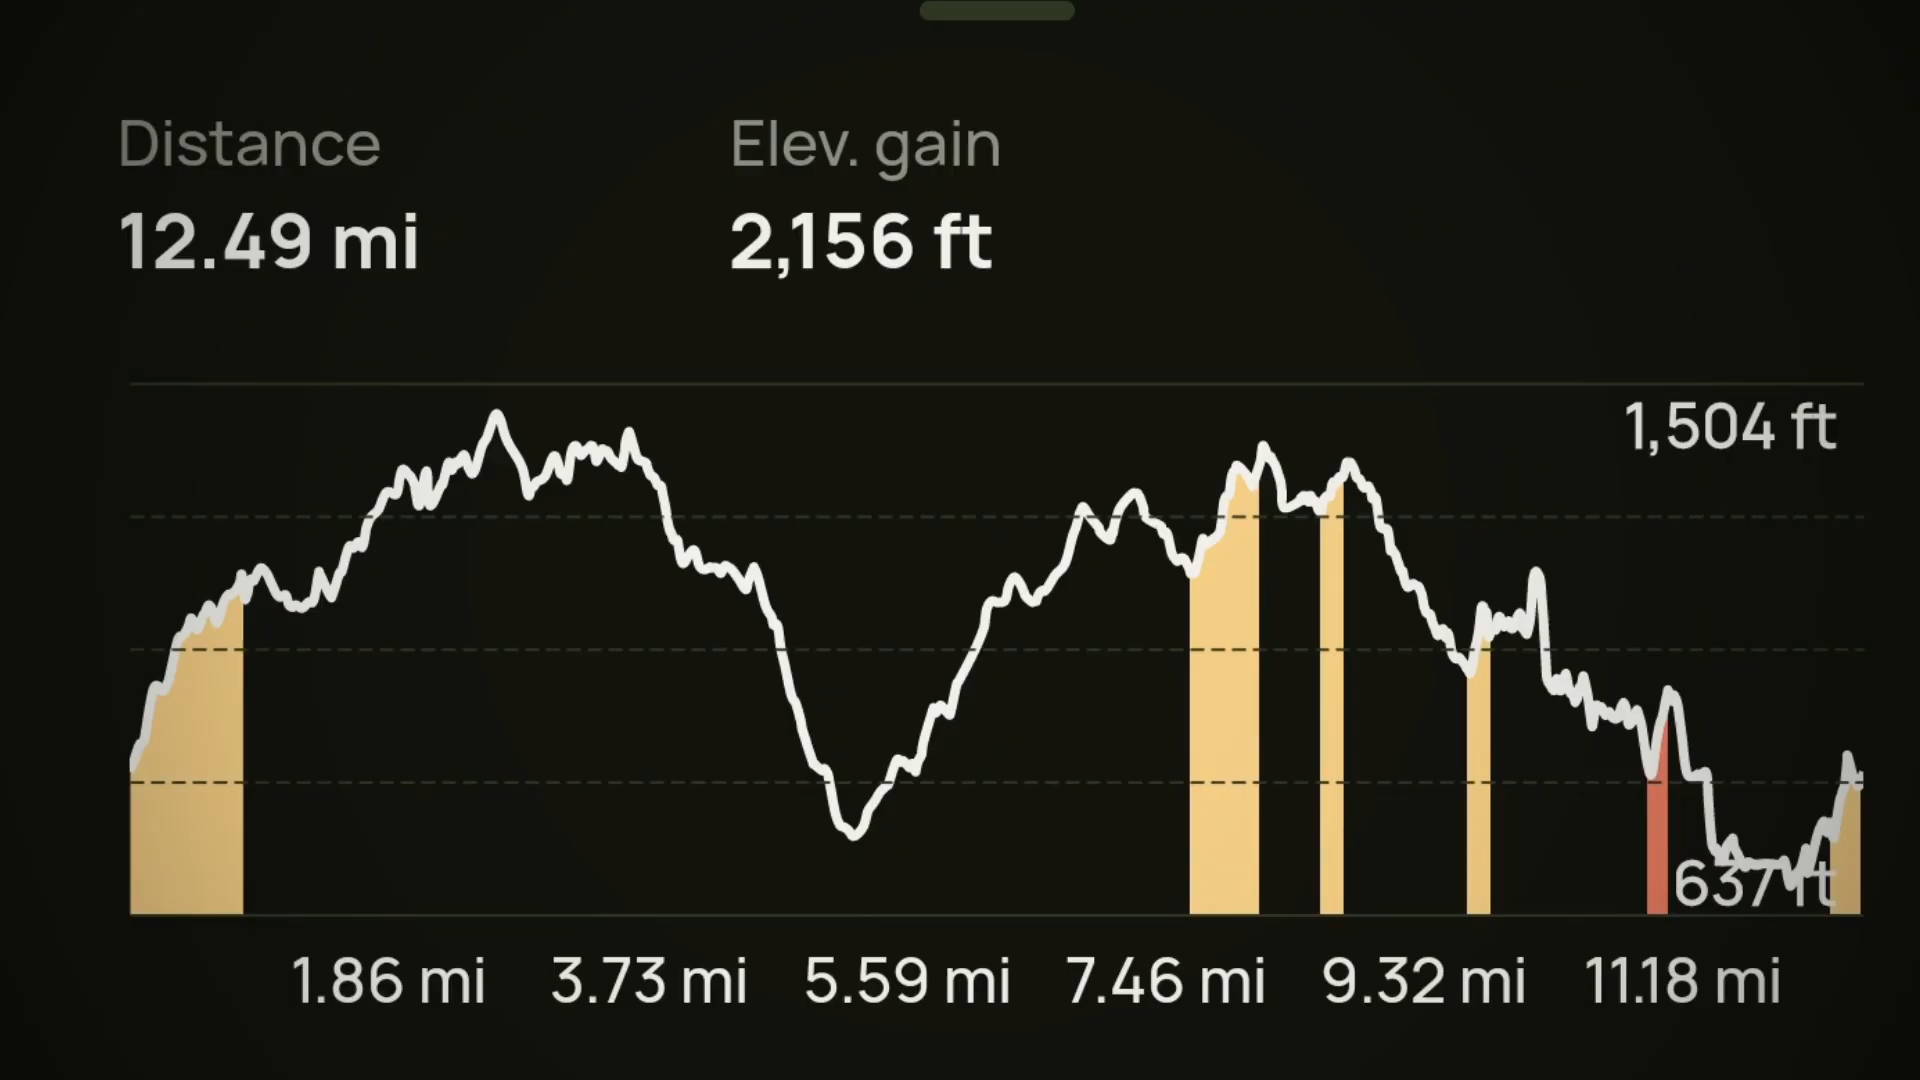 Distance
Elev. gain
12.49 mi
2,156 ft
1,504 ft
637 ft
1.86 mi
3.73 mi
5.59 mi
7.46 mi
9.32 mi
11.18 mi